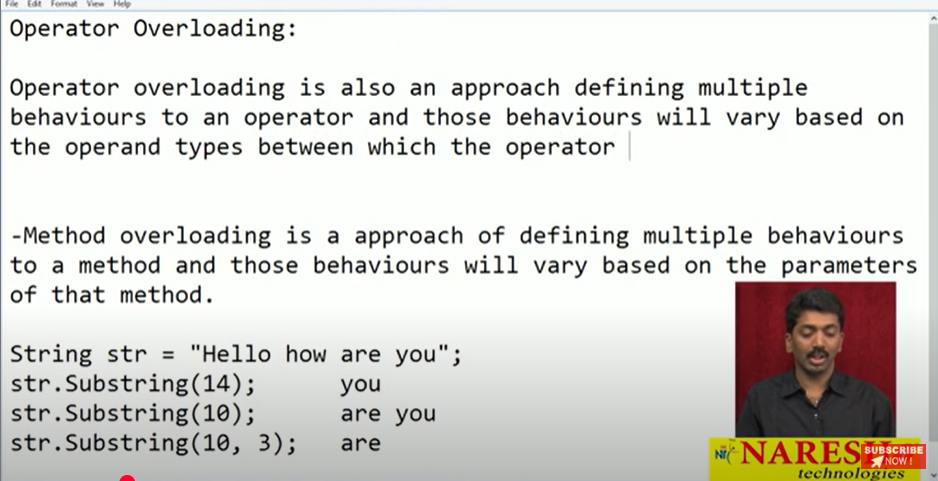 File Edit Format View Help
Operator Overloading:
Operator overloading is also an approach defining multiple
behaviours to an operator and those behaviours will vary based on
the operand types between which the operator
-Method overloading is a approach of defining multiple behaviours
to a method and those behaviours will vary based on the parameters
of that method.
String str = "Hello how are you";
str.Substring(14); you
str.Substring(10); are you
str.Substring(10, 3); are
NARESH
technologies
SUBSCRIBE
NOW !